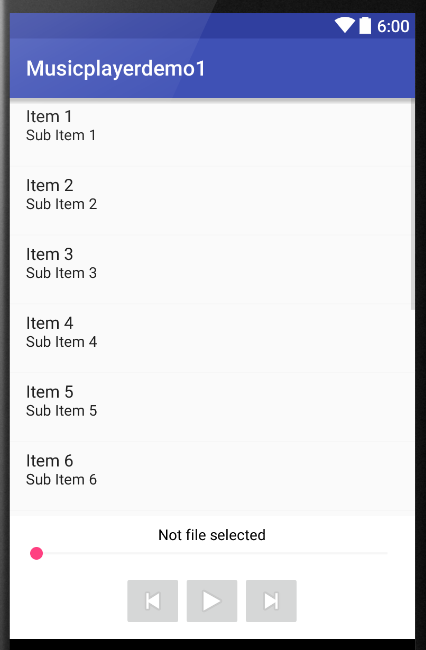 6:00
Musicplayerdemo1
Item 1
Sub Item 1
Item 2
Sub Item 2
Item 3
Sub Item 3
Item 4
Sub Item 4
Item 5
Sub Item 5
Item 6
Sub Item 6
Not file selected